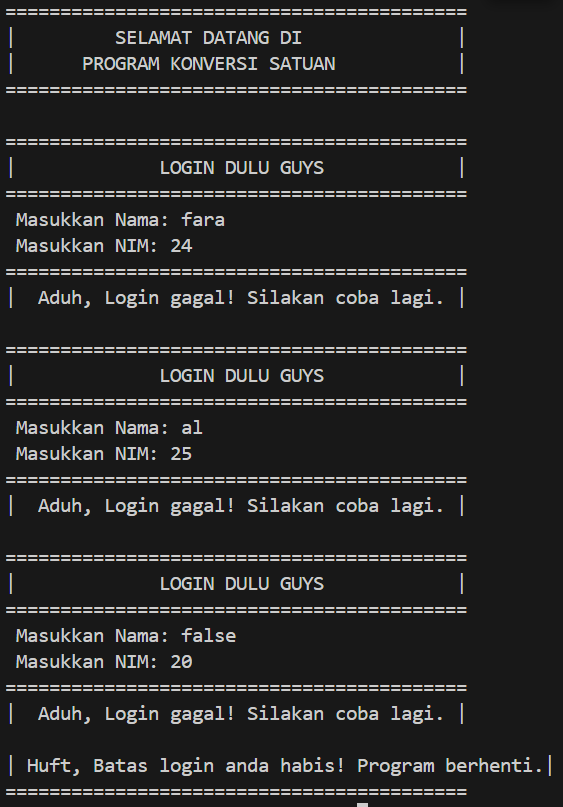 ==========================================
|         SELAMAT DATANG DI              |
|      PROGRAM KONVERSI SATUAN           |
==========================================
==========================================
|             LOGIN DULU GUYS            |
==========================================
 Masukkan Nama: fara
 Masukkan NIM: 24
==========================================
|  Aduh, Login gagal! Silakan coba lagi. |
==========================================
|             LOGIN DULU GUYS            |
==========================================
 Masukkan Nama: al
 Masukkan NIM: 25
==========================================
|  Aduh, Login gagal! Silakan coba lagi. |
==========================================
|             LOGIN DULU GUYS            |
==========================================
 Masukkan Nama: false
 Masukkan NIM: 20
==========================================
|  Aduh, Login gagal! Silakan coba lagi. |
| Huft, Batas login anda habis! Program berhenti.|
==========================================